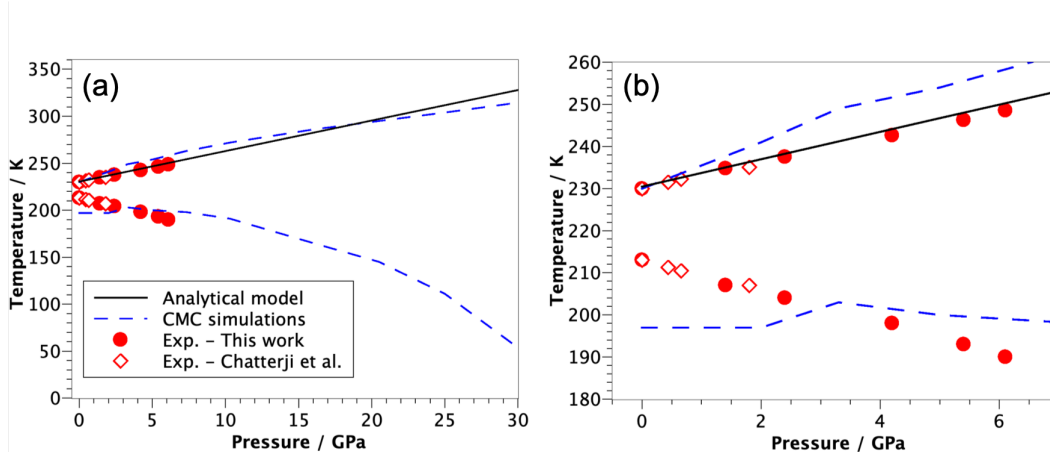 (a)
350
300
250
200
150
100
50
0
Temperature / K
Analytical model
CMC simulations
Exp. – This work
Exp. – Chatterji et al.
0
5
10
15
20
25
30
Pressure / GPa
(b)
260
250
240
230
220
210
200
190
180
Temperature / K
0
2
4
6
Pressure / GPa